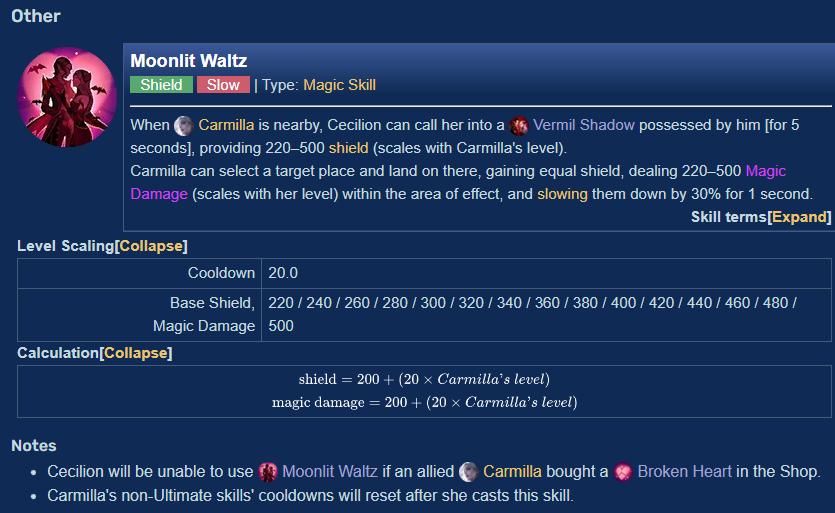 Other
Moonlit Waltz
Shield Slow | Type: Magic Skill
When Carmilla is nearby, Cecilion can call her into a Vermil Shadow possessed by him [for 5
seconds], providing 220–500 shield (scales with Carmilla's level).
Carmilla can select a target place and land on there, gaining equal shield, dealing 220–500 Magic
Damage (scales with her level) within the area of effect, and slowing them down by 30% for 1 second.
Skill terms[Expand]
Level Scaling[Collapse]
Cooldown 20.0
Base Shield, 220 / 240 / 260 / 280 / 300 / 320 / 340 / 360 / 380 / 400 / 420 / 440 / 460 / 480 /
Magic Damage 500
Calculation[Collapse]
shield = 200 + (20 × Carmilla's level)
magic damage = 200 + (20 × Carmilla's level)
Notes
• Cecilion will be unable to use Moonlit Waltz if an allied Carmilla bought a Broken Heart in the Shop.
• Carmilla's non-Ultimate skills' cooldowns will reset after she casts this skill.